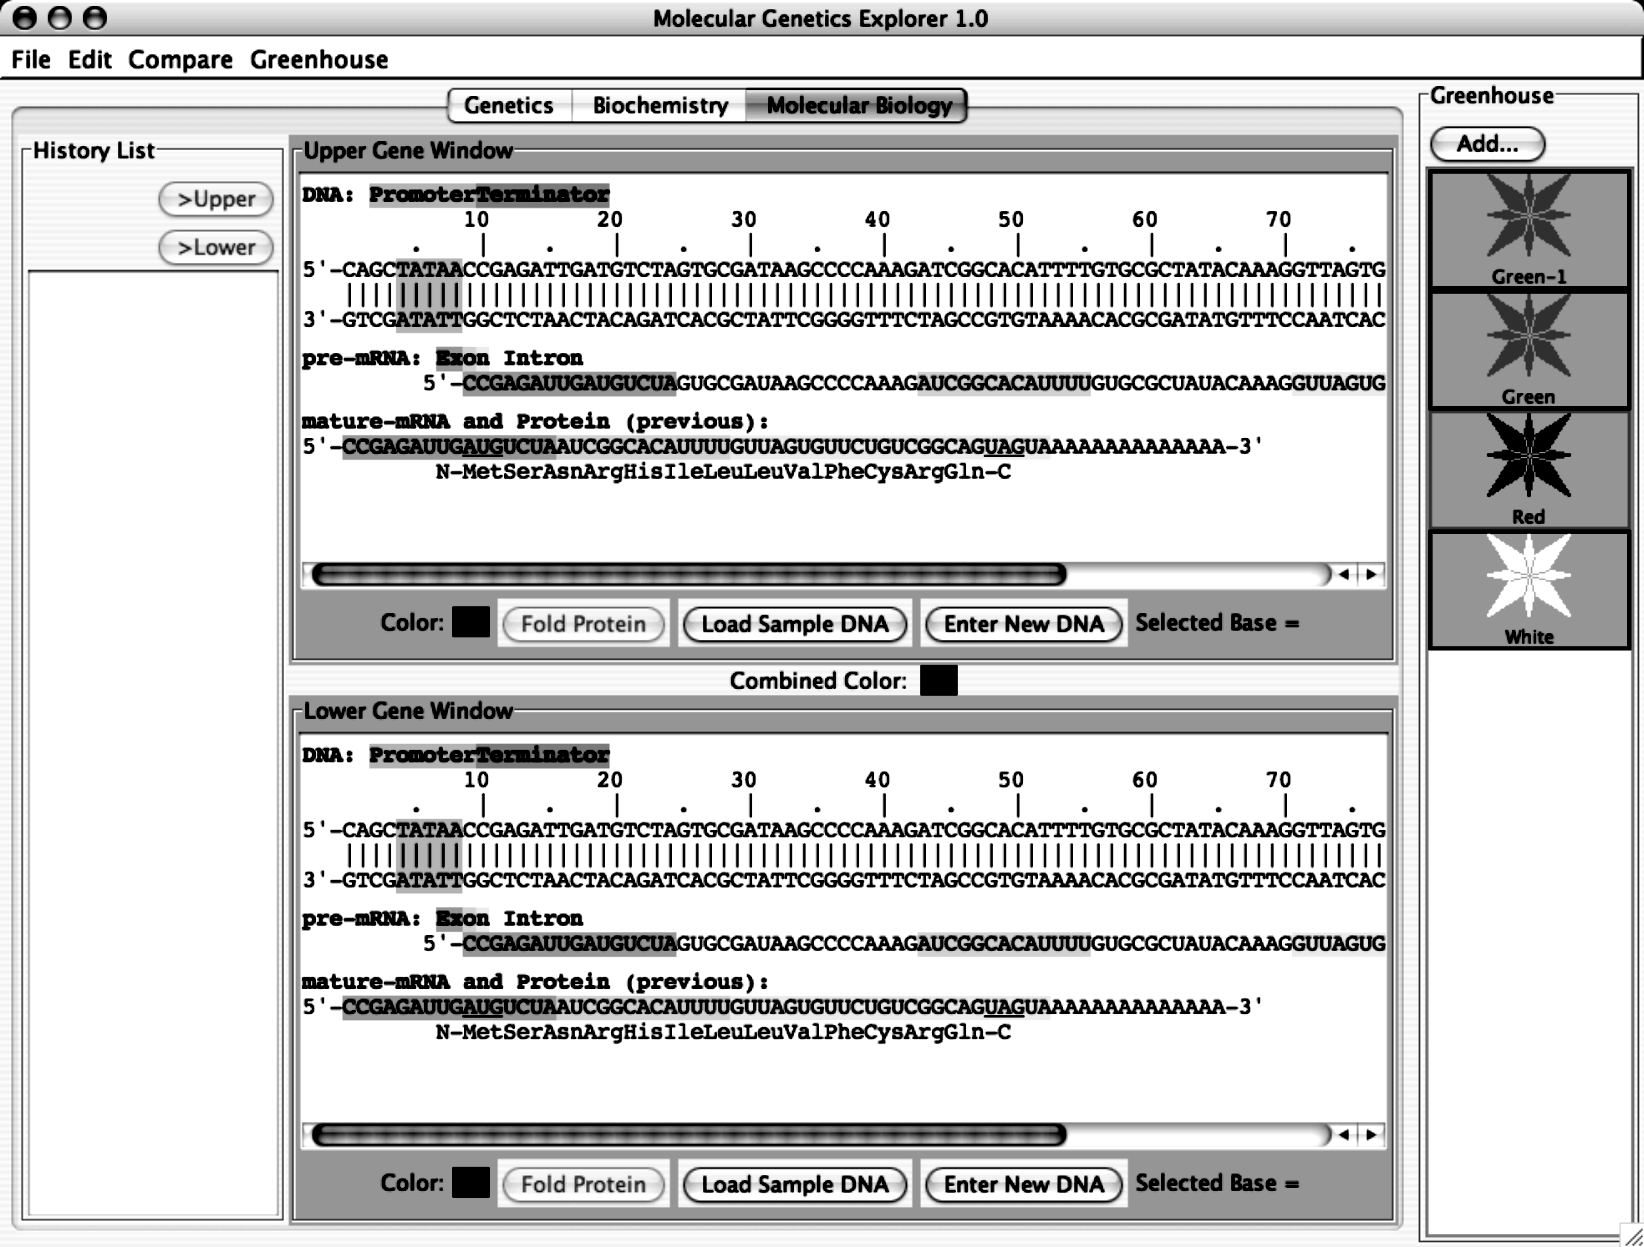 Molecular Genetics Explorer 1.0
File Edit Compare Greenhouse
Genetics Biochemistry Molecular Biology
History List
>Upper
>Lower
Upper Gene Window
DNA: PromoterTerminator
10 20 30 40 50 60 70
5'-CAGCTATAACCGAGATTGATGTCTAGTGCGATAAGCCCCAAAGATCGGCACATTTTGTGCGCTATACAAAGGTTAGTG
3'-GTCGATATTGGCTCTAACTACAGATCACGCTATTCGGGGTTTCTAGCCGTGTAAAACACGCGATATGTTTCCAATCAC
pre-mRNA: Exon Intron
5'-CCGAGAUUGAUGUCUAGUGCGAUAAGCCCCAAAGAUCGGCACAUUUUGUGCGCUAUACAAAGGUUAGUG
mature-mRNA and Protein (previous):
5'-CCGAGAUUGAUGUCUAAUCGGCACAUUUUGUUAGUGUUCUGUCGGCAGUAGUAAAAAAAAAAAAAA-3'
N-MetSerAsnArgHisIleLeuLeuValPheCysArgGln-C
Color: Fold Protein Load Sample DNA Enter New DNA Selected Base =
Combined Color:
Lower Gene Window
DNA: PromoterTerminator
10 20 30 40 50 60 70
5'-CAGCTATAACCGAGATTGATGTCTAGTGCGATAAGCCCCAAAGATCGGCACATTTTGTGCGCTATACAAAGGTTAGTG
3'-GTCGATATTGGCTCTAACTACAGATCACGCTATTCGGGGTTTCTAGCCGTGTAAAACACGCGATATGTTTCCAATCAC
pre-mRNA: Exon Intron
5'-CCGAGAUUGAUGUCUAGUGCGAUAAGCCCCAAAGAUCGGCACAUUUUGUGCGCUAUACAAAGGUUAGUG
mature-mRNA and Protein (previous):
5'-CCGAGAUUGAUGUCUAAUCGGCACAUUUUGUUAGUGUUCUGUCGGCAGUAGUAAAAAAAAAAAAAA-3'
N-MetSerAsnArgHisIleLeuLeuValPheCysArgGln-C
Color: Fold Protein Load Sample DNA Enter New DNA Selected Base =
Greenhouse
Add...
Green-1
Green
Red
White